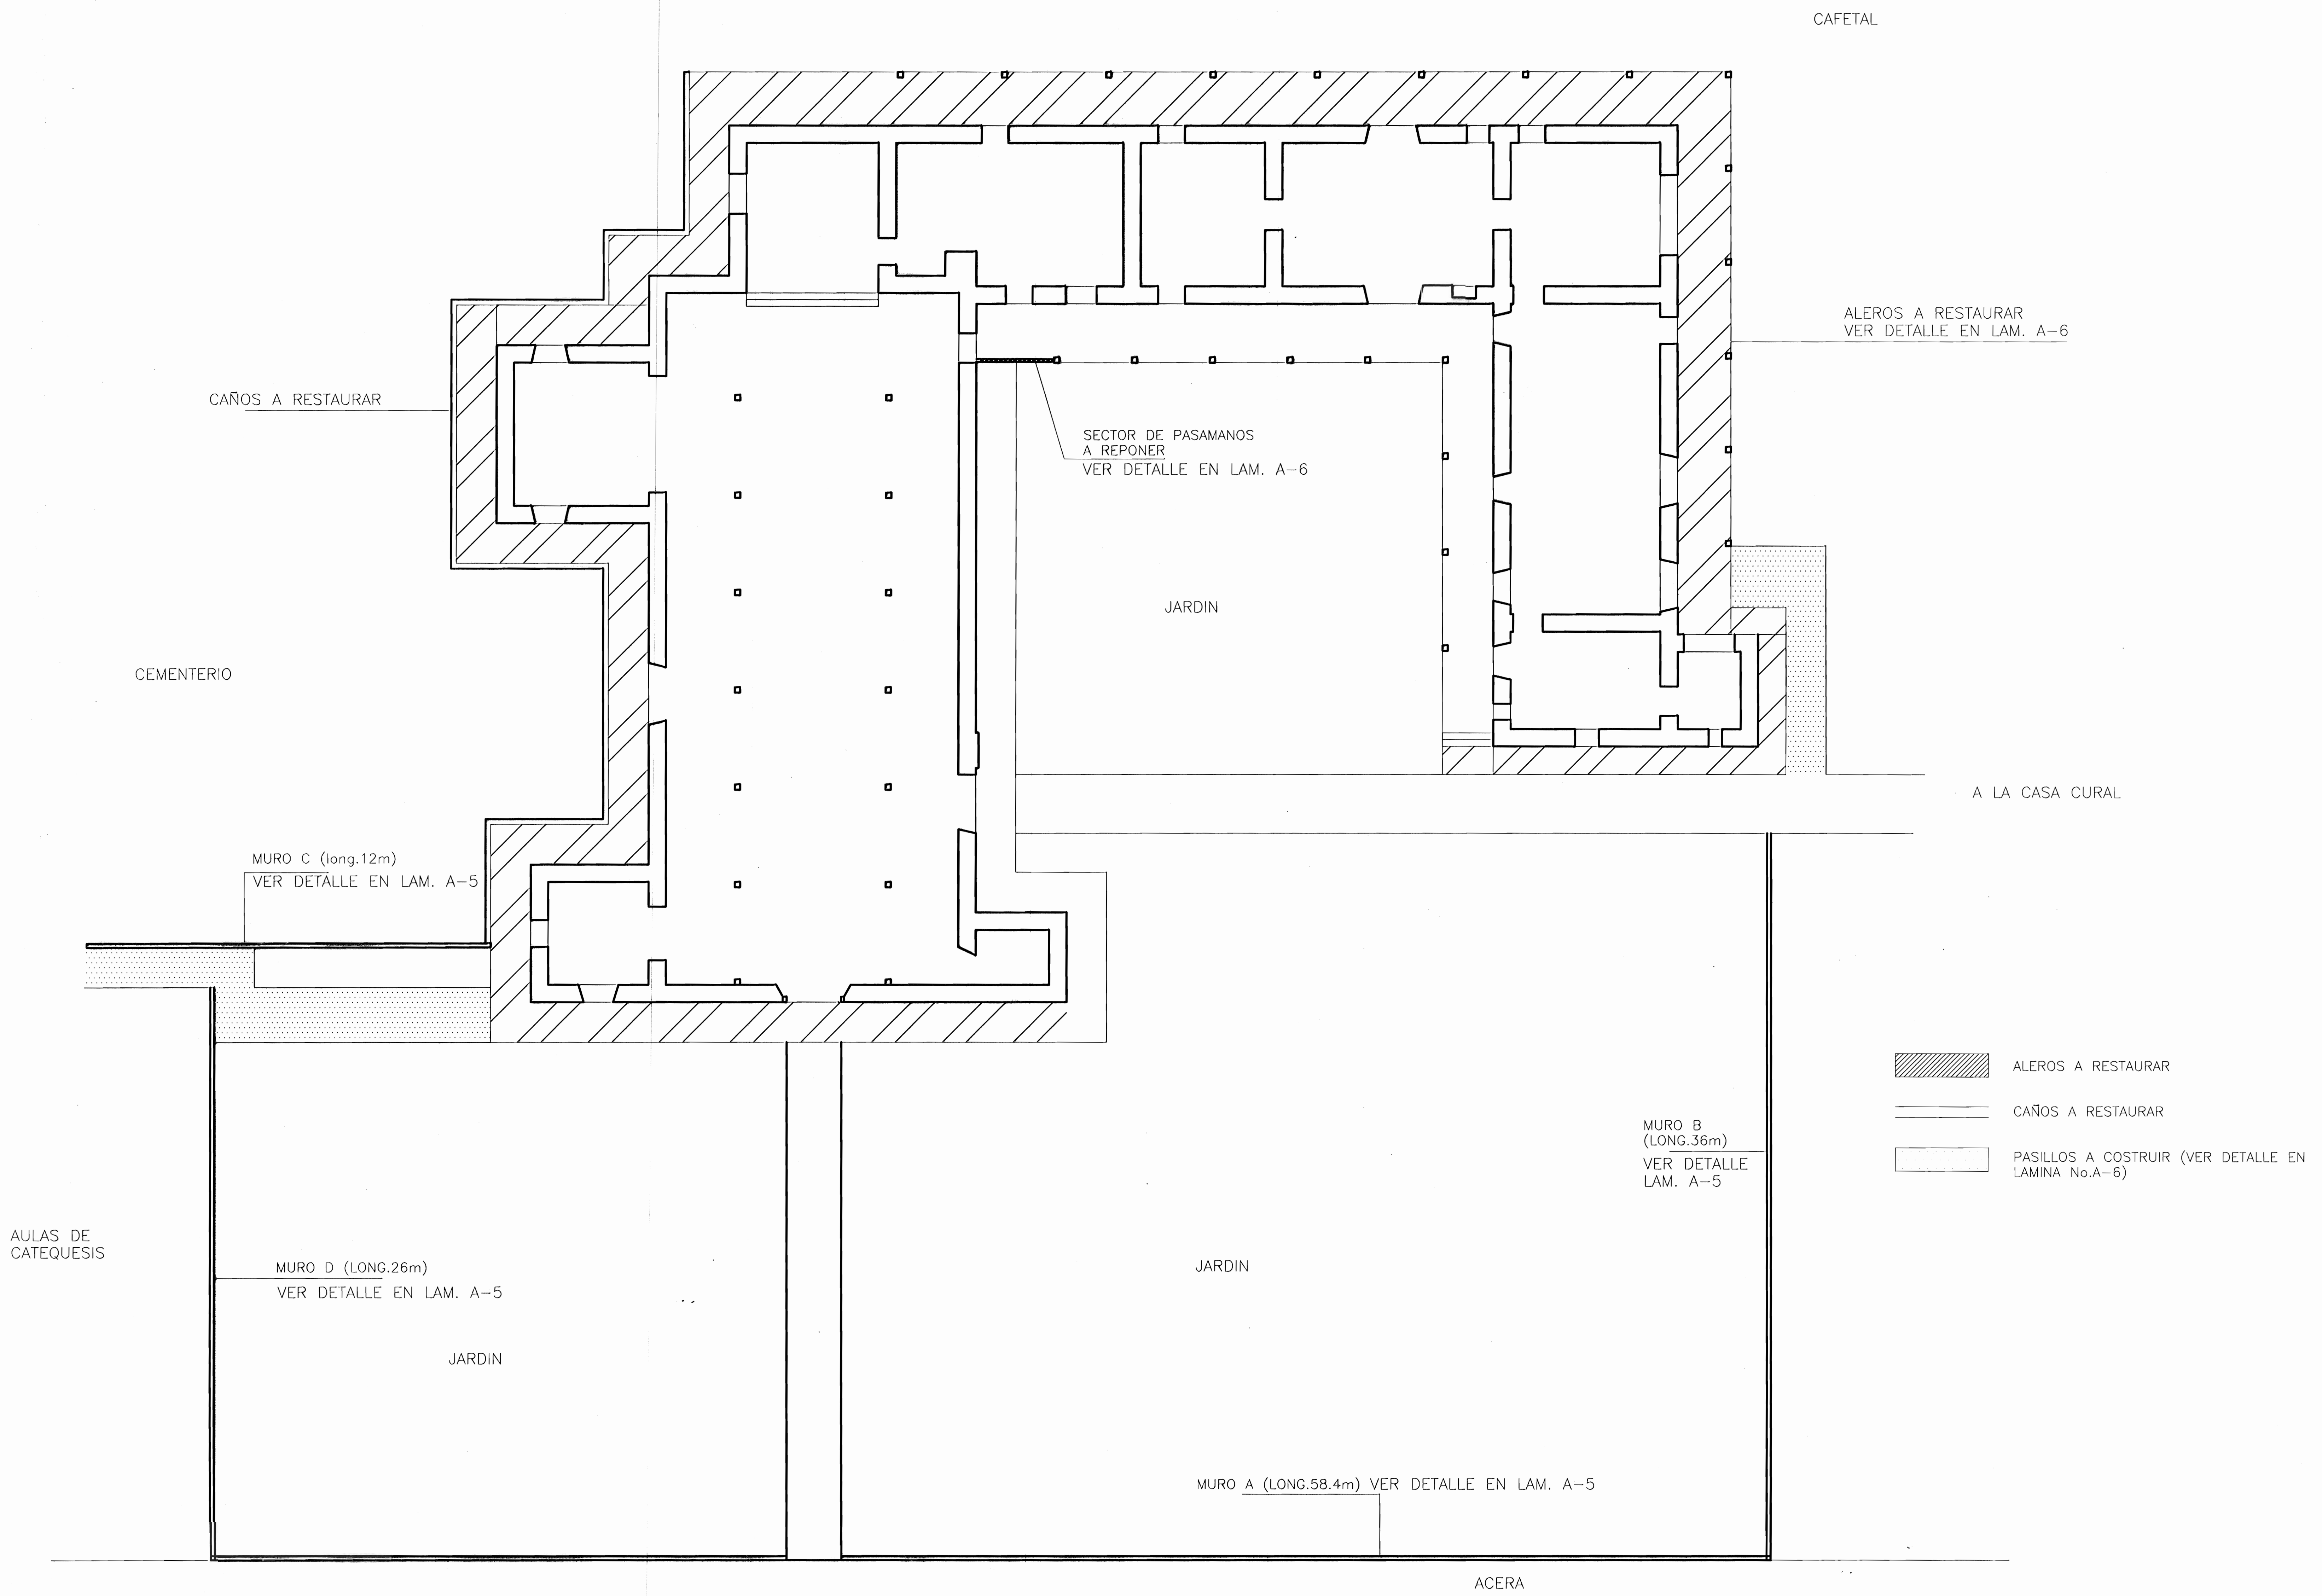 CAFETAL
ALEROS A RESTAURAR
VER DETALLE EN LAM. A-6
CAÑOS A RESTAURAR
SECTOR DE PASAMANOS
A REPONER
VER DETALLE EN LAM. A-6
JARDIN
CEMENTERIO
A LA CASA CURAL
MURO C (long.12m)
VER DETALLE EN LAM. A-5
ALEROS A RESTAURAR
CAÑOS A RESTAURAR
PASILLOS A COSTRUIR (VER DETALLE EN
LAMINA No.A-6)
MURO B
(LONG.36m)
VER DETALLE
LAM. A-5
AULAS DE
CATEQUESIS
MURO D (LONG.26m)
VER DETALLE EN LAM. A-5
JARDIN
JARDIN
MURO A (LONG.58.4m) VER DETALLE EN LAM. A-5
ACERA